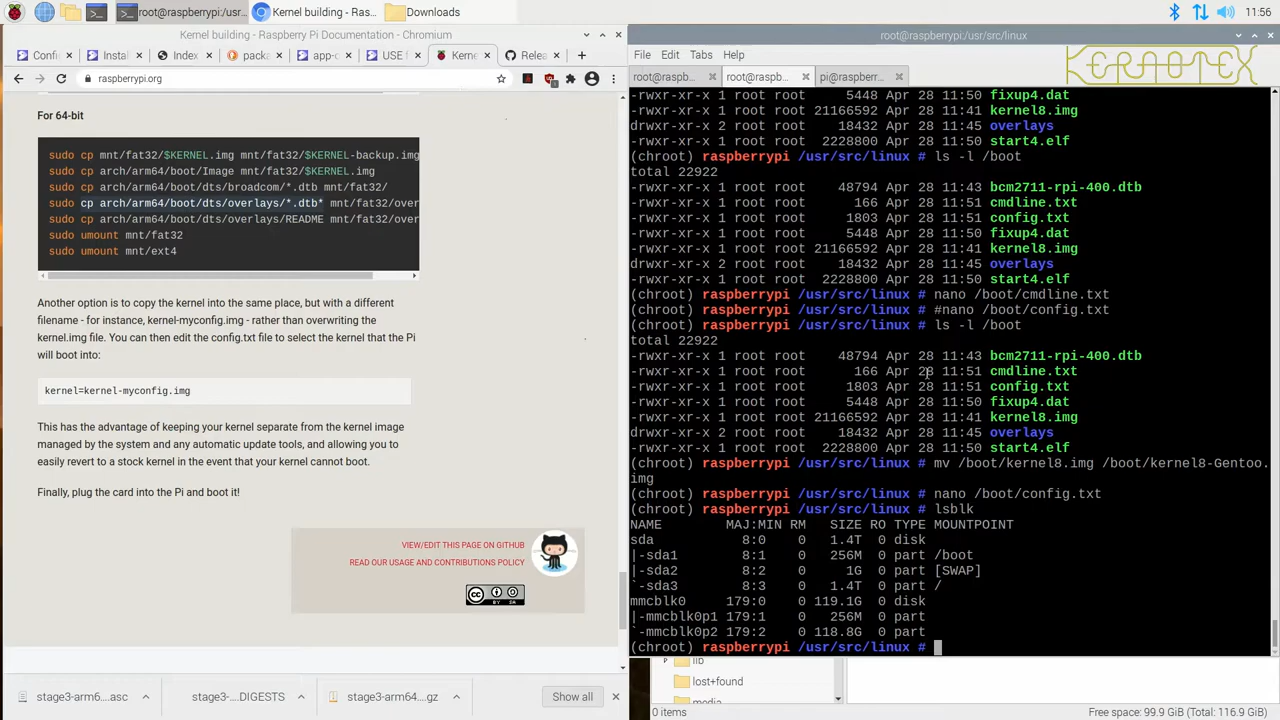 root@raspberrypi:/usr...
Kernel building - Ras...
Downloads
11:56
Kernel building - Raspberry Pi Documentation - Chromium
Confi
Instal
Index
packa
app-c
USE f
Kerne
Relea
raspberrypi.org
For 64-bit
sudo cp mnt/fat32/$KERNEL.img mnt/fat32/$KERNEL-backup.img
sudo cp arch/arm64/boot/Image mnt/fat32/$KERNEL.img
sudo cp arch/arm64/boot/dts/broadcom/*.dtb mnt/fat32/
sudo cp arch/arm64/boot/dts/overlays/*.dtb* mnt/fat32/over
sudo cp arch/arm64/boot/dts/overlays/README mnt/fat32/over
sudo umount mnt/fat32
sudo umount mnt/ext4
Another option is to copy the kernel into the same place, but with a different
filename - for instance, kernel-myconfig.img - rather than overwriting the
kernel.img file. You can then edit the config.txt file to select the kernel that the Pi
will boot into:
kernel=kernel-myconfig.img
This has the advantage of keeping your kernel separate from the kernel image
managed by the system and any automatic update tools, and allowing you to
easily revert to a stock kernel in the event that your kernel cannot boot.
Finally, plug the card into the Pi and boot it!
VIEW/EDIT THIS PAGE ON GITHUB
READ OUR USAGE AND CONTRIBUTIONS POLICY
CC BY SA
stage3-arm6....asc
stage3-....DIGESTS
stage3-arm64....gz
Show all
root@raspberrypi:/usr/src/linux
File Edit Tabs Help
KERNOTEX
root@raspb...
root@raspb...
pi@raspberr...
-rwxr-xr-x 1 root root 5448 Apr 28 11:50 fixup4.dat
-rwxr-xr-x 1 root root 21166592 Apr 28 11:41 kernel8.img
drwxr-xr-x 2 root root 18432 Apr 28 11:45 overlays
-rwxr-xr-x 1 root root 2228800 Apr 28 11:50 start4.elf
(chroot) raspberrypi /usr/src/linux # ls -l /boot
total 22922
-rwxr-xr-x 1 root root 48794 Apr 28 11:43 bcm2711-rpi-400.dtb
-rwxr-xr-x 1 root root 166 Apr 28 11:51 cmdline.txt
-rwxr-xr-x 1 root root 1803 Apr 28 11:51 config.txt
-rwxr-xr-x 1 root root 5448 Apr 28 11:50 fixup4.dat
-rwxr-xr-x 1 root root 21166592 Apr 28 11:41 kernel8.img
drwxr-xr-x 2 root root 18432 Apr 28 11:45 overlays
-rwxr-xr-x 1 root root 2228800 Apr 28 11:50 start4.elf
(chroot) raspberrypi /usr/src/linux # nano /boot/cmdline.txt
(chroot) raspberrypi /usr/src/linux # #nano /boot/config.txt
(chroot) raspberrypi /usr/src/linux # ls -l /boot
total 22922
-rwxr-xr-x 1 root root 48794 Apr 28 11:43 bcm2711-rpi-400.dtb
-rwxr-xr-x 1 root root 166 Apr 28 11:51 cmdline.txt
-rwxr-xr-x 1 root root 1803 Apr 28 11:51 config.txt
-rwxr-xr-x 1 root root 5448 Apr 28 11:50 fixup4.dat
-rwxr-xr-x 1 root root 21166592 Apr 28 11:41 kernel8.img
drwxr-xr-x 2 root root 18432 Apr 28 11:45 overlays
-rwxr-xr-x 1 root root 2228800 Apr 28 11:50 start4.elf
(chroot) raspberrypi /usr/src/linux # mv /boot/kernel8.img /boot/kernel8-Gentoo.
img
(chroot) raspberrypi /usr/src/linux # nano /boot/config.txt
(chroot) raspberrypi /usr/src/linux # lsblk
NAME MAJ:MIN RM SIZE RO TYPE MOUNTPOINT
sda 8:0 0 1.4T 0 disk
|-sda1 8:1 0 256M 0 part /boot
|-sda2 8:2 0 1G 0 part [SWAP]
`-sda3 8:3 0 1.4T 0 part /
mmcblk0 179:0 0 119.1G 0 disk
|-mmcblk0p1 179:1 0 256M 0 part
`-mmcblk0p2 179:2 0 118.8G 0 part
(chroot) raspberrypi /usr/src/linux #
lib
lost+found
media
0 items
Free space: 99.9 GiB (Total: 116.9 GiB)